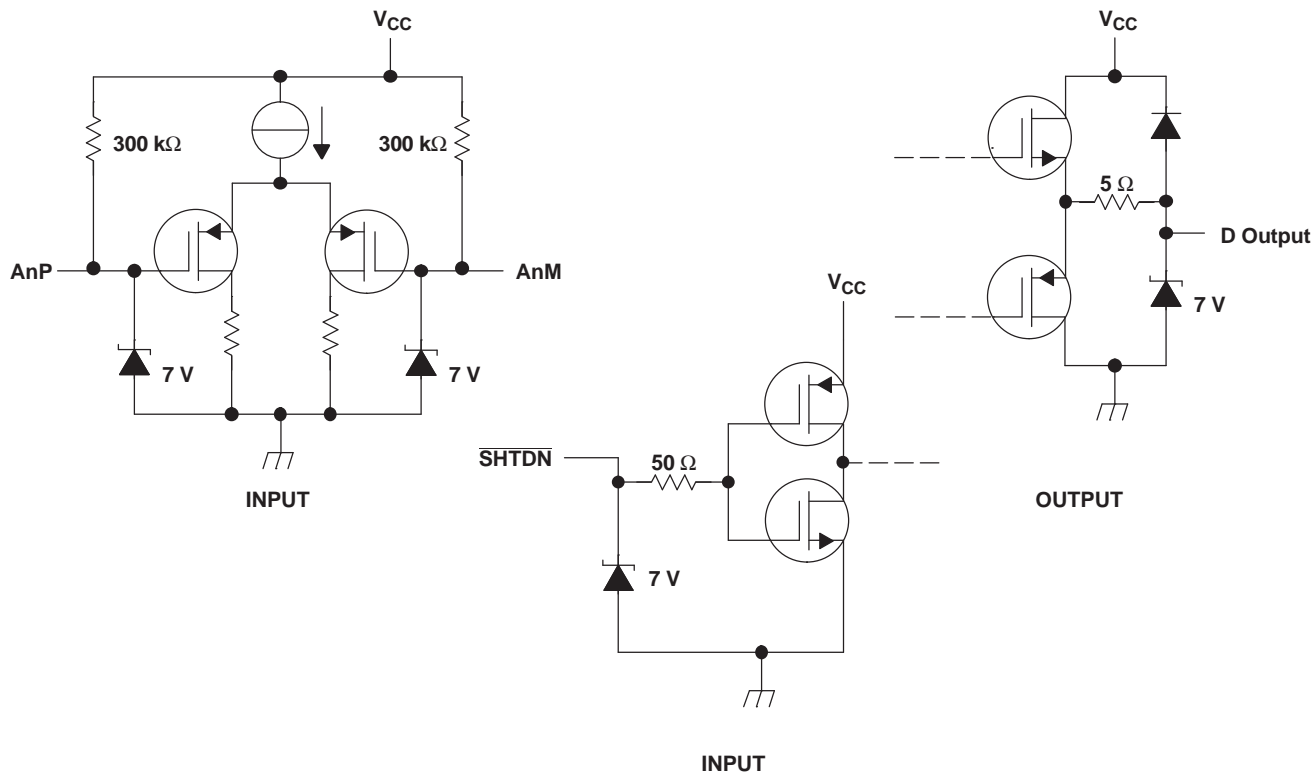 VCC
300 kΩ
300 kΩ
AnP
AnM
7 V
7 V
INPUT
VCC
SHTDN
50 Ω
7 V
INPUT
VCC
5 Ω
D Output
7 V
OUTPUT